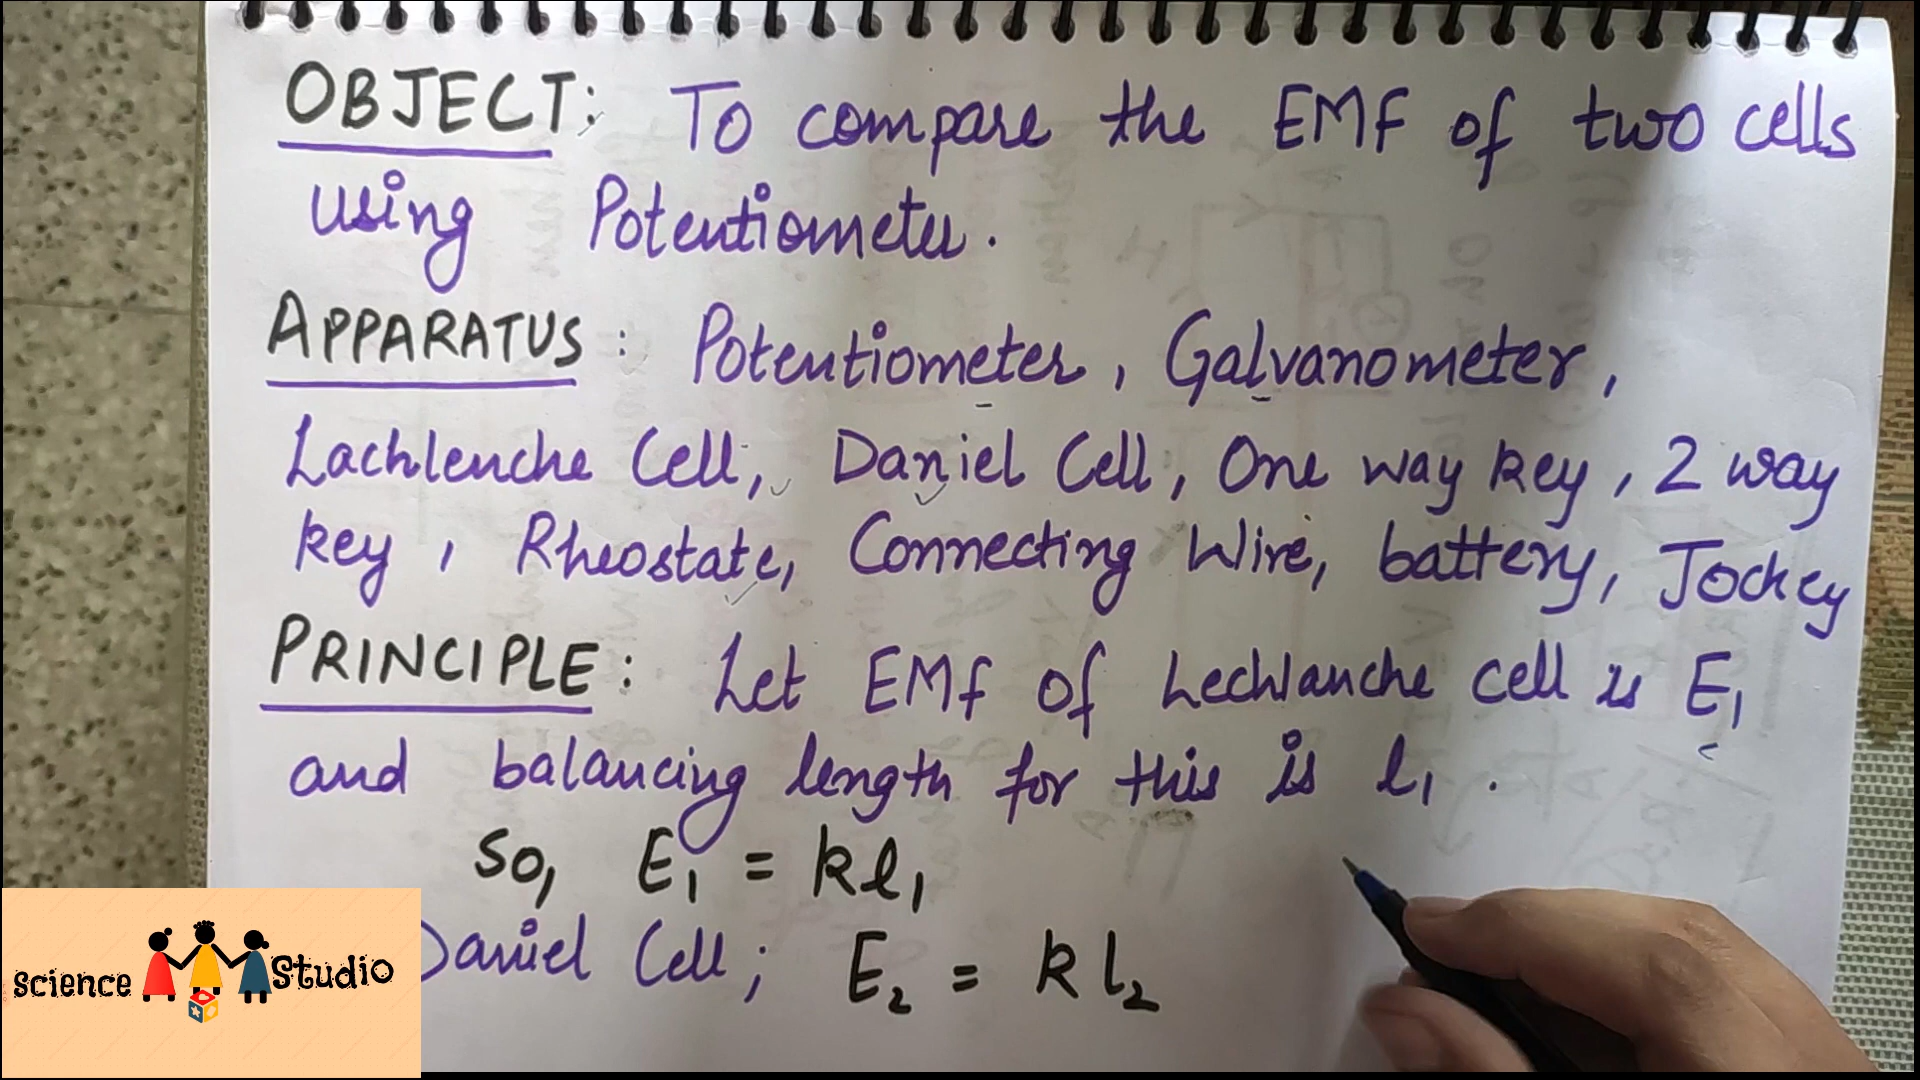 OBJECT: To compare the EMF of two cells
using Potentiometer.
APPARATUS: Potentiometer, Galvanometer,
Lachlenche Cell, Daniel Cell, One way key, 2 way
key, Rheostate, Connecting Wire, battery, Jockey
PRINCIPLE: Let EMF of Lechlanche cell is E₁
and balancing length for this is l₁.
So, E₁ = kl₁
Daniel Cell; E₂ = kl₂
Science Studio